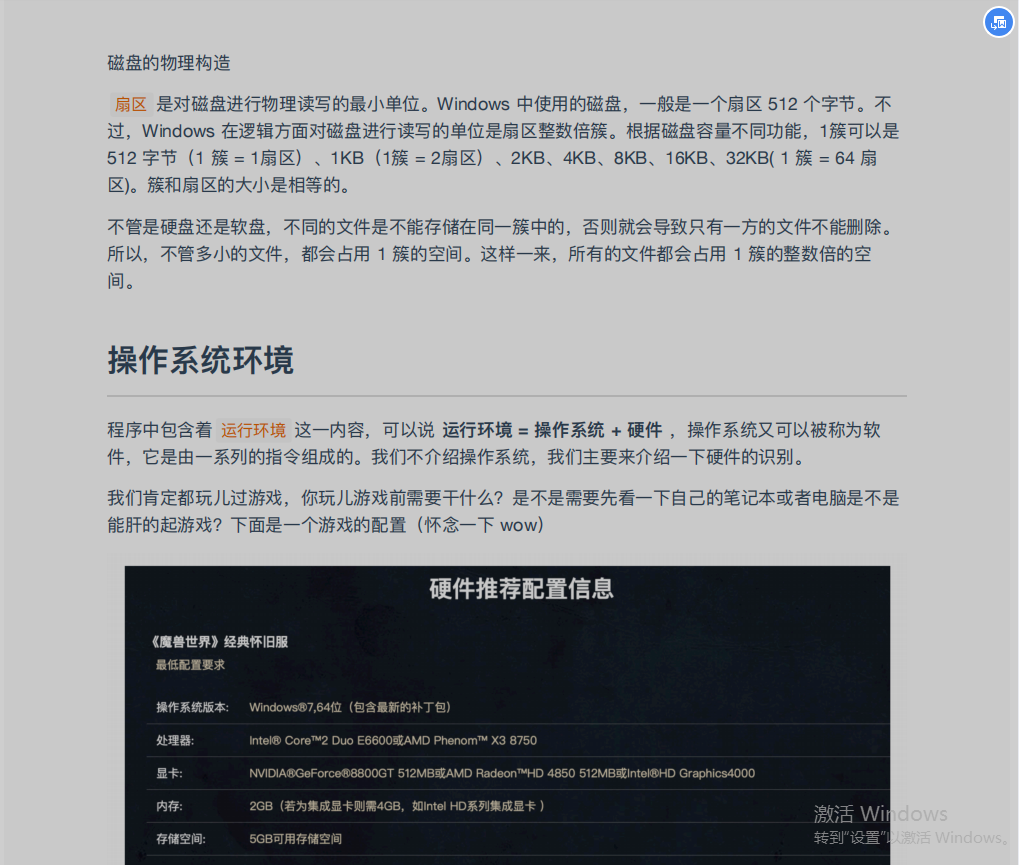 磁盘的物理构造
扇区 是对磁盘进行物理读写的最小单位。Windows 中使用的磁盘，一般是一个扇区 512 个字节。不
过，Windows 在逻辑方面对磁盘进行读写的单位是扇区整数倍簇。根据磁盘容量不同功能，1簇可以是
512 字节（1 簇 = 1扇区）、1KB（1簇 = 2扇区）、2KB、4KB、8KB、16KB、32KB( 1 簇 = 64 扇
区)。簇和扇区的大小是相等的。
不管是硬盘还是软盘，不同的文件是不能存储在同一簇中的，否则就会导致只有一方的文件不能删除。
所以，不管多小的文件，都会占用 1 簇的空间。这样一来，所有的文件都会占用 1 簇的整数倍的空
间。
操作系统环境
程序中包含着 运行环境 这一内容，可以说 运行环境 = 操作系统 + 硬件 ，操作系统又可以被称为软
件，它是由一系列的指令组成的。我们不介绍操作系统，我们主要来介绍一下硬件的识别。
我们肯定都玩儿过游戏，你玩儿游戏前需要干什么？是不是需要先看一下自己的笔记本或者电脑是不是
能肝的起游戏？下面是一个游戏的配置（怀念一下 wow）
硬件推荐配置信息
《魔兽世界》经典怀旧服
最低配置要求
操作系统版本: Windows®7,64位（包含最新的补丁包）
处理器: Intel® Core™2 Duo E6600或AMD Phenom™ X3 8750
显卡: NVIDIA®GeForce®8800GT 512MB或AMD Radeon™HD 4850 512MB或Intel®HD Graphics4000
内存: 2GB（若为集成显卡则需4GB，如Intel HD系列集成显卡 ）
存储空间: 5GB可用存储空间
激活 Windows
转到"设置"以激活 Windows。